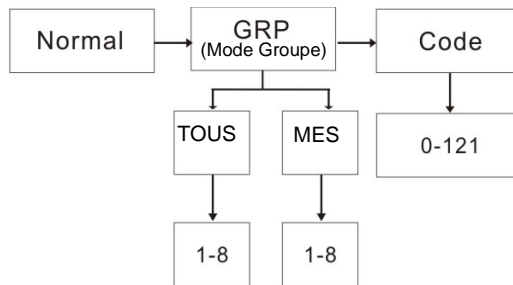 Normal
GRP
(Mode Groupe)
Code
TOUS
MES
0-121
1-8
1-8